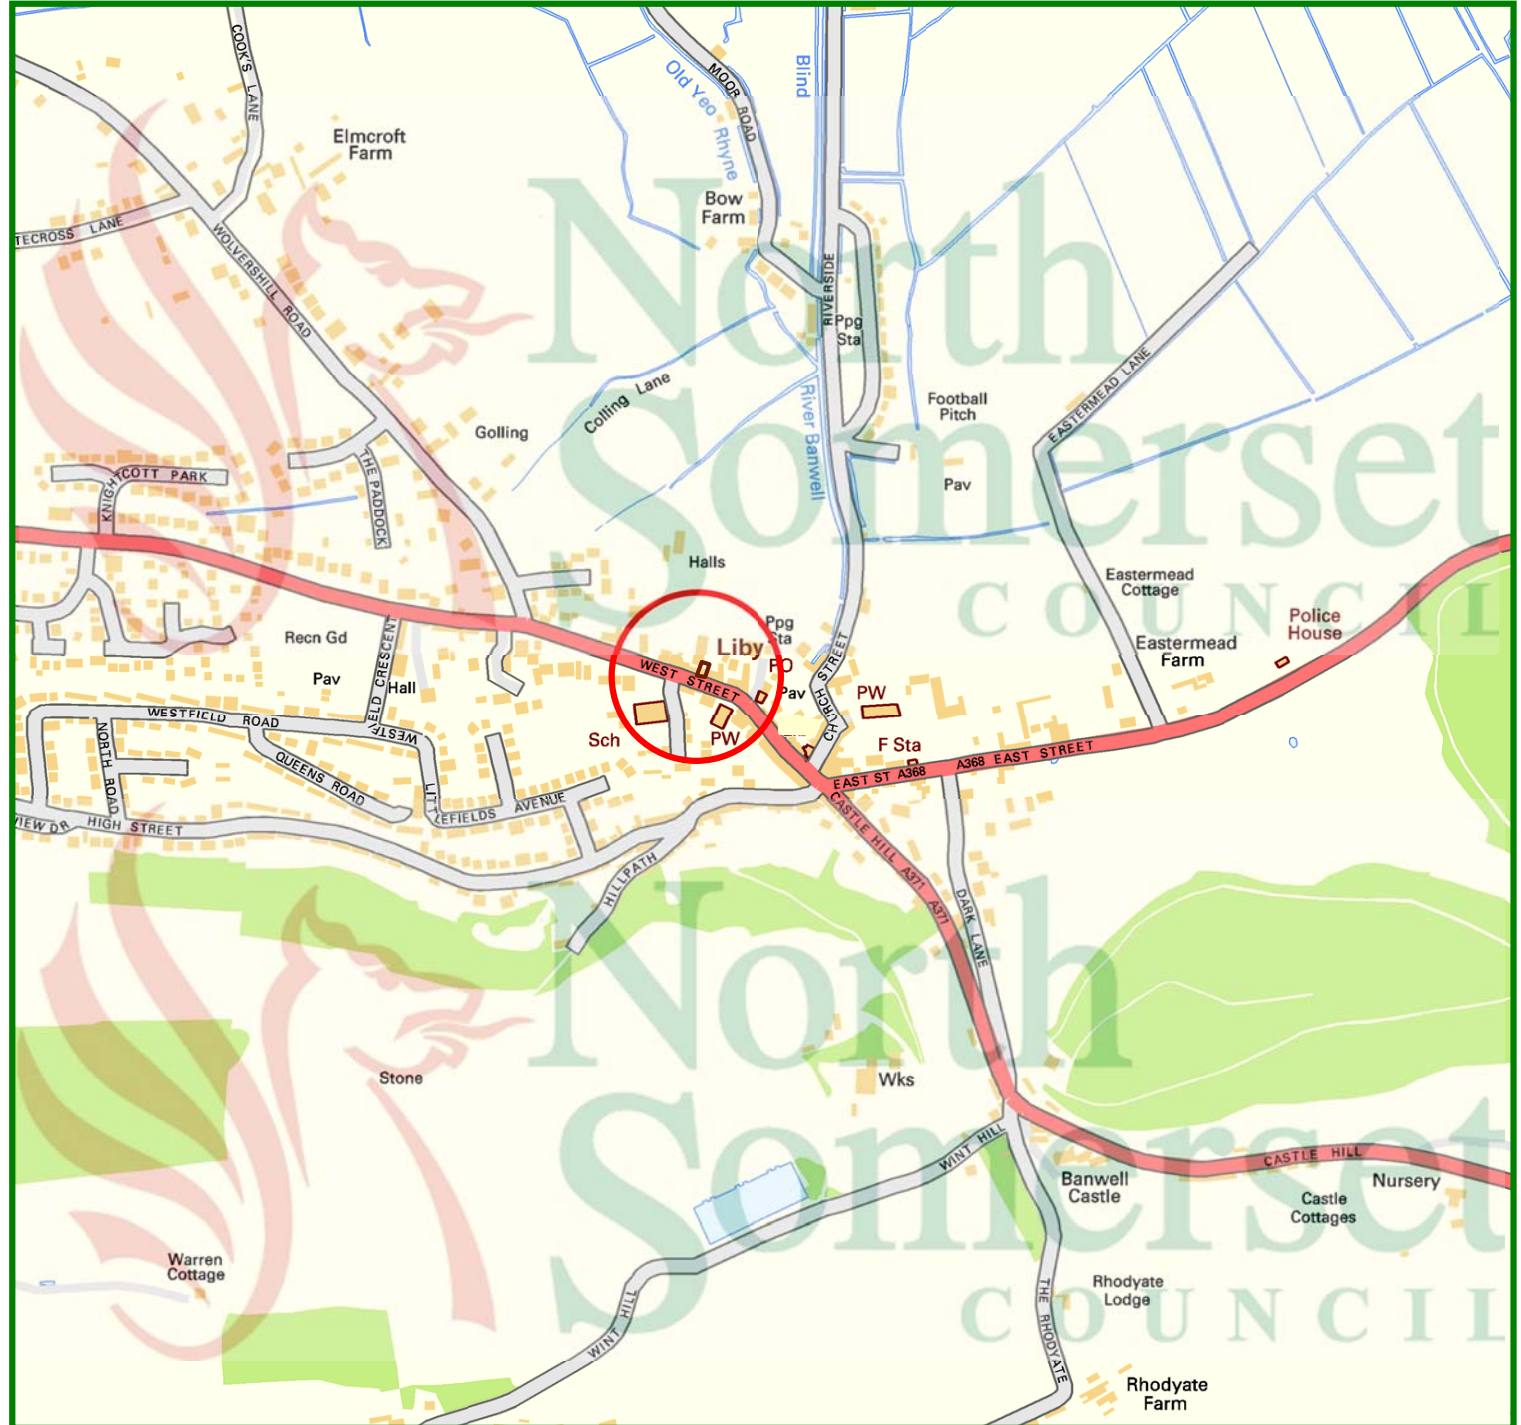 COOK'S LANE
MOOR ROAD
Old Yeo Rhyne
Blind
Elmcroft
Farm
Bow
Farm
TECROSS LANE
WOLVERSHILL ROAD
North
Somerset
COUNCIL
RIVERSIDE
Ppg
Sta
EASTERMEAD LANE
Football
Pitch
Colling Lane
Golling
River Banwell
Pav
KNIGHTCOTT PARK
THE PADDOCK
Halls
Eastermead
Cottage
Police
House
Eastermead
Farm
Recn Gd
Pav
Hall
WESTFIELD CRESCENT
Ppg
Sta
Liby
PO
Pav
WEST STREET
CHURCH STREET
PW
Sch
PW
F Sta
WESTFIELD ROAD
NORTH ROAD
QUEENS ROAD
LITTLEFIELDS AVENUE
EAST ST A368
A368 EAST STREET
VIEW DR
HIGH STREET
CASTLE HILL A371
A371
HILLPATH
DARK LANE
North
Somerset
COUNCIL
Stone
Wks
WINT HILL
CASTLE HILL
Banwell
Castle
Nursery
Castle
Cottages
Warren
Cottage
Rhodyate
Lodge
WINT HILL
THE RHODYATE
Rhodyate
Farm